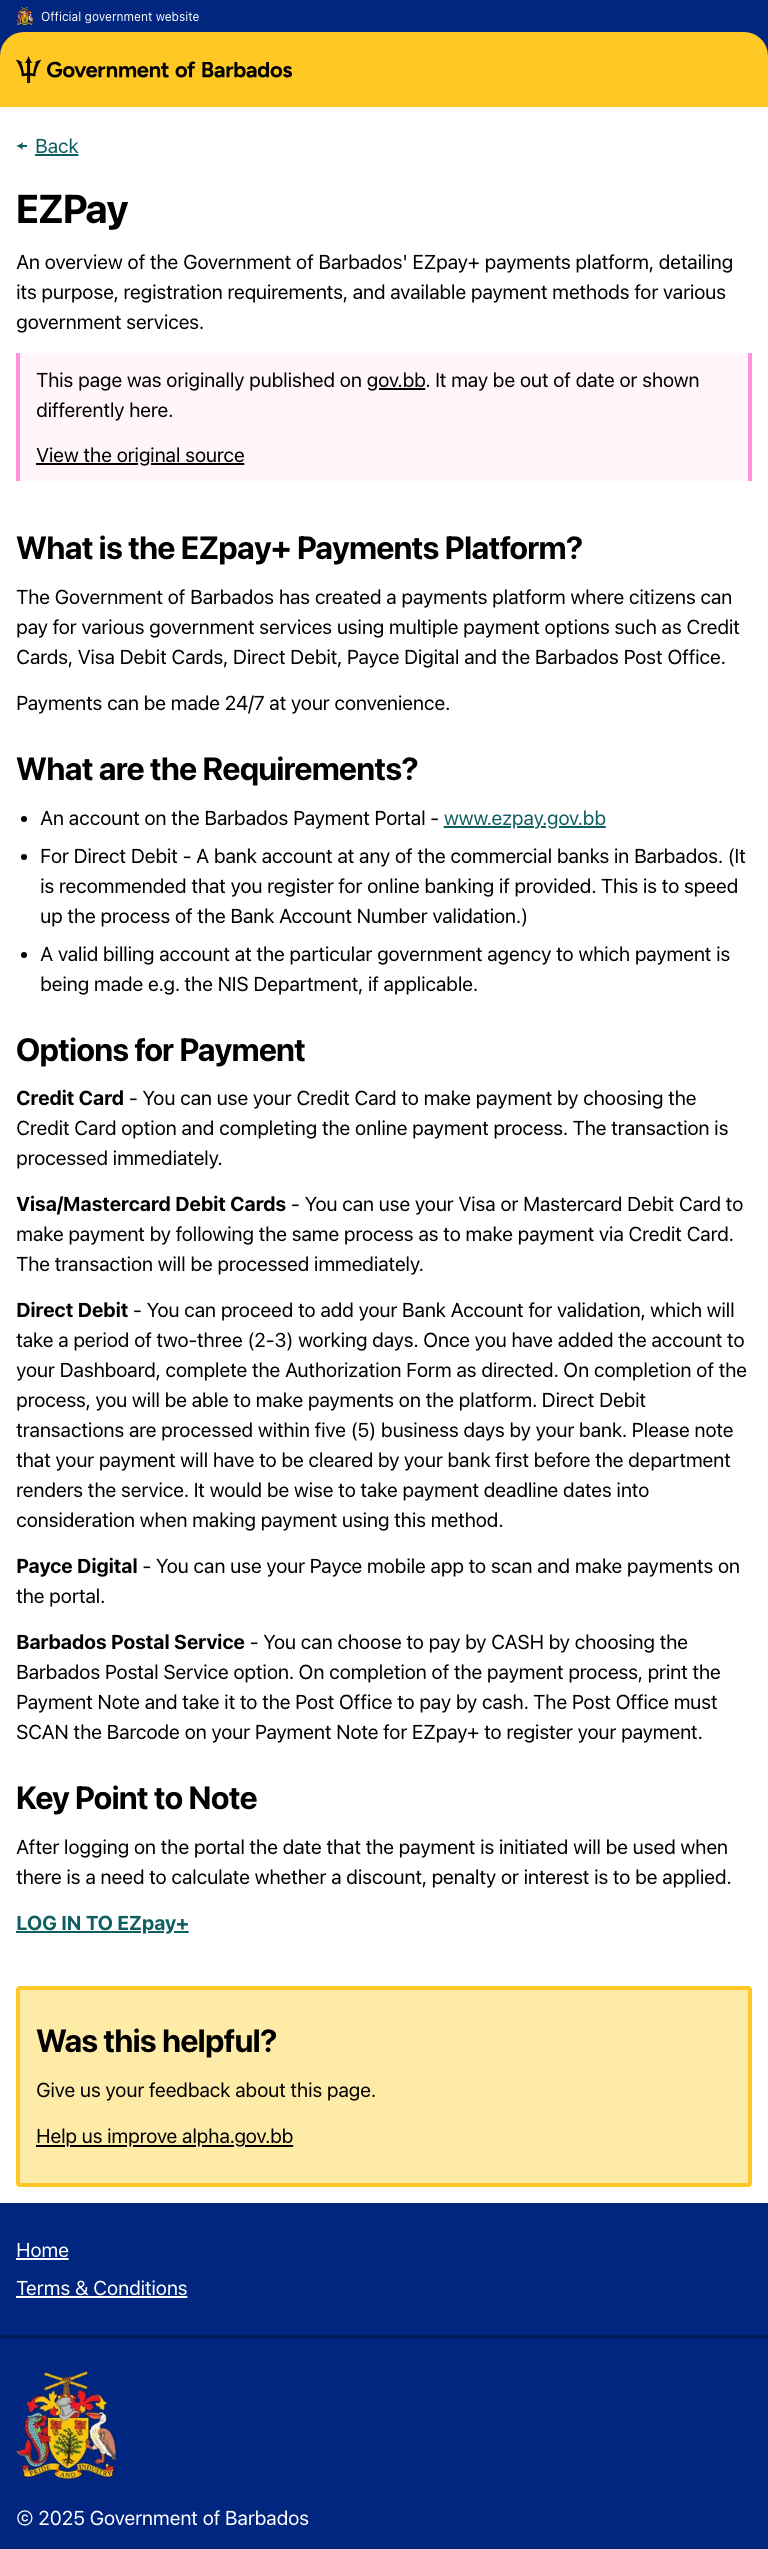 Official government website
Government of Barbados
Back
EZPay
An overview of the Government of Barbados' EZpay+ payments platform, detailing
its purpose, registration requirements, and available payment methods for various
government services.
This page was originally published on gov.bb. It may be out of date or shown
differently here.
View the original source
What is the EZpay+ Payments Platform?
The Government of Barbados has created a payments platform where citizens can
pay for various government services using multiple payment options such as Credit
Cards, Visa Debit Cards, Direct Debit, Payce Digital and the Barbados Post Office.
Payments can be made 24/7 at your convenience.
What are the Requirements?
• An account on the Barbados Payment Portal - www.ezpay.gov.bb
• For Direct Debit - A bank account at any of the commercial banks in Barbados. (It
is recommended that you register for online banking if provided. This is to speed
up the process of the Bank Account Number validation.)
• A valid billing account at the particular government agency to which payment is
being made e.g. the NIS Department, if applicable.
Options for Payment
Credit Card - You can use your Credit Card to make payment by choosing the
Credit Card option and completing the online payment process. The transaction is
processed immediately.
Visa/Mastercard Debit Cards - You can use your Visa or Mastercard Debit Card to
make payment by following the same process as to make payment via Credit Card.
The transaction will be processed immediately.
Direct Debit - You can proceed to add your Bank Account for validation, which will
take a period of two-three (2-3) working days. Once you have added the account to
your Dashboard, complete the Authorization Form as directed. On completion of the
process, you will be able to make payments on the platform. Direct Debit
transactions are processed within five (5) business days by your bank. Please note
that your payment will have to be cleared by your bank first before the department
renders the service. It would be wise to take payment deadline dates into
consideration when making payment using this method.
Payce Digital - You can use your Payce mobile app to scan and make payments on
the portal.
Barbados Postal Service - You can choose to pay by CASH by choosing the
Barbados Postal Service option. On completion of the payment process, print the
Payment Note and take it to the Post Office to pay by cash. The Post Office must
SCAN the Barcode on your Payment Note for EZpay+ to register your payment.
Key Point to Note
After logging on the portal the date that the payment is initiated will be used when
there is a need to calculate whether a discount, penalty or interest is to be applied.
LOG IN TO EZpay+
Was this helpful?
Give us your feedback about this page.
Help us improve alpha.gov.bb
Home
Terms & Conditions
PRIDE AND INDUSTRY
© 2025 Government of Barbados